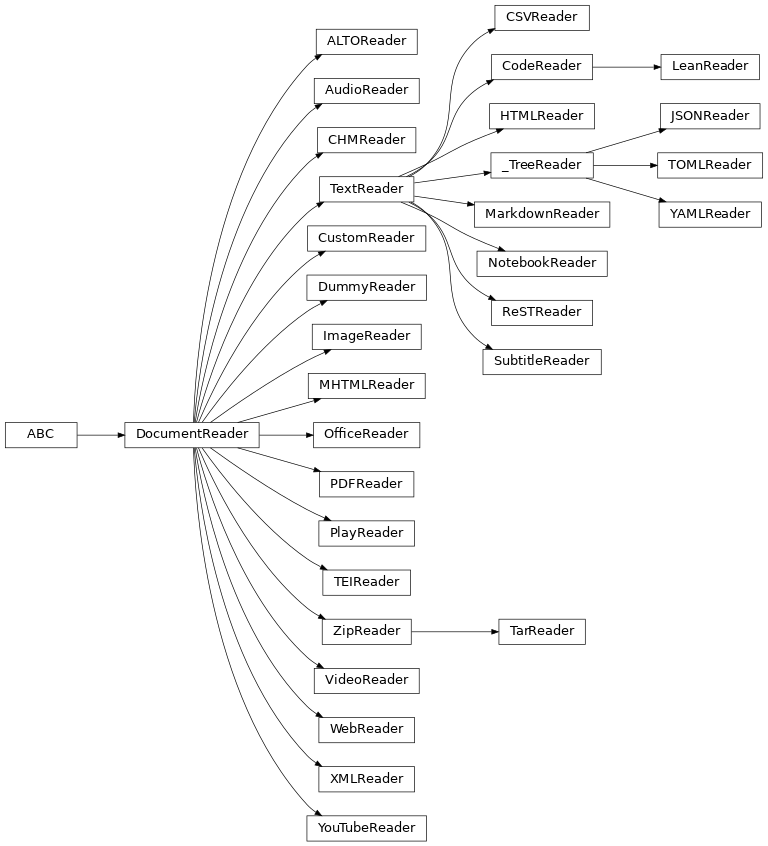 ABC
DocumentReader
ALTOReader
AudioReader
CHMReader
TextReader
CustomReader
DummyReader
ImageReader
MHTMLReader
OfficeReader
PDFReader
PlayReader
TEIReader
ZipReader
VideoReader
WebReader
XMLReader
YouTubeReader
CSVReader
CodeReader
HTMLReader
_TreeReader
MarkdownReader
NotebookReader
ReSTReader
SubtitleReader
TarReader
LeanReader
JSONReader
TOMLReader
YAMLReader